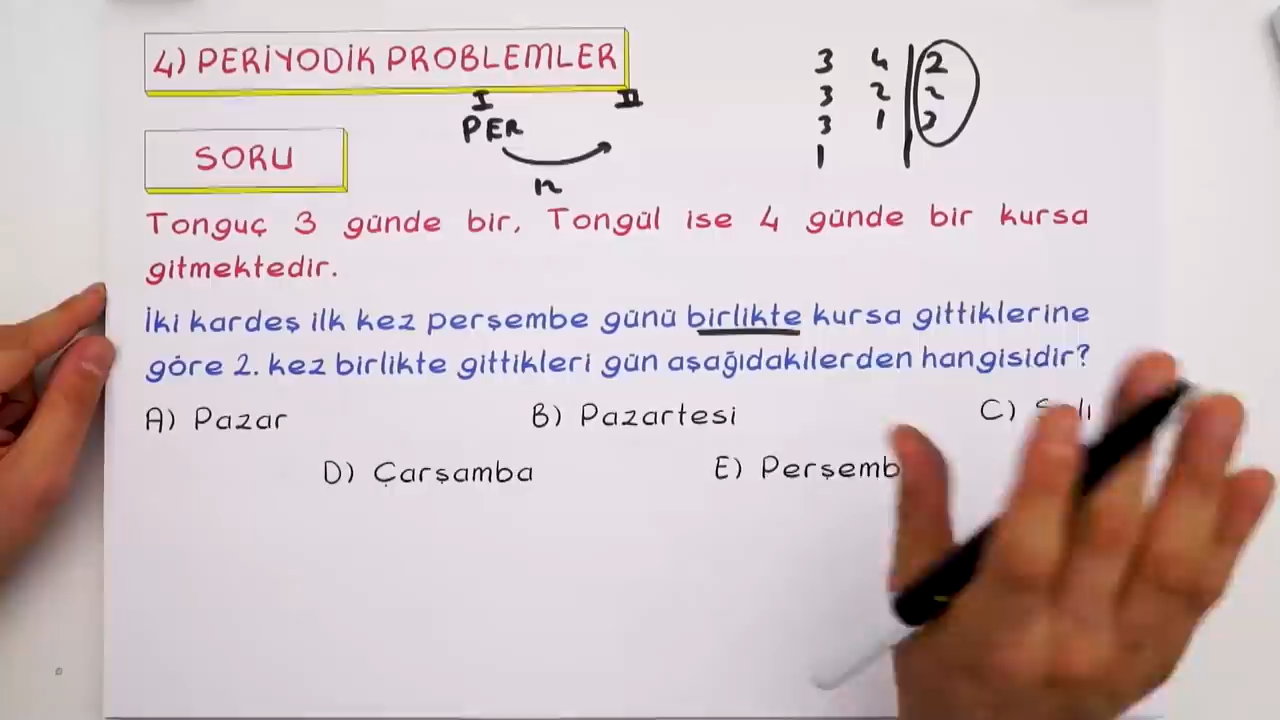 4) PERİYODİK PROBLEMLER
I II
PER
n
3 4 2
3 2 2
3 1 3
1
SORU
Tonguç 3 günde bir, Tongül ise 4 günde bir kursa
gitmektedir.
İki kardeş ilk kez perşembe günü birlikte kursa gittiklerine
göre 2. kez birlikte gittikleri gün aşağıdakilerden hangisidir?
A) Pazar B) Pazartesi C)
D) Çarşamba E) Perşemb